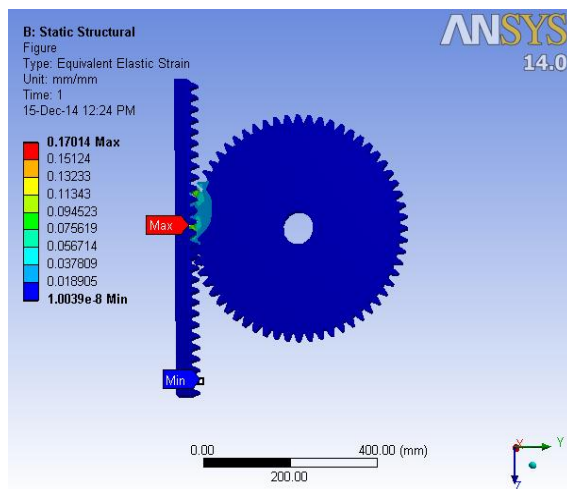 B: Static Structural
Figure
Type: Equivalent Elastic Strain
Unit: mm/mm
Time: 1
15-Dec-14 12:24 PM
ANSYS
14.0
0.17014 Max
0.15124
0.13233
0.11343
0.094523
0.075619
0.056714
0.037809
0.018905
1.0039e-8 Min
Max
Min
0.00 400.00 (mm)
200.00
X Y
Z